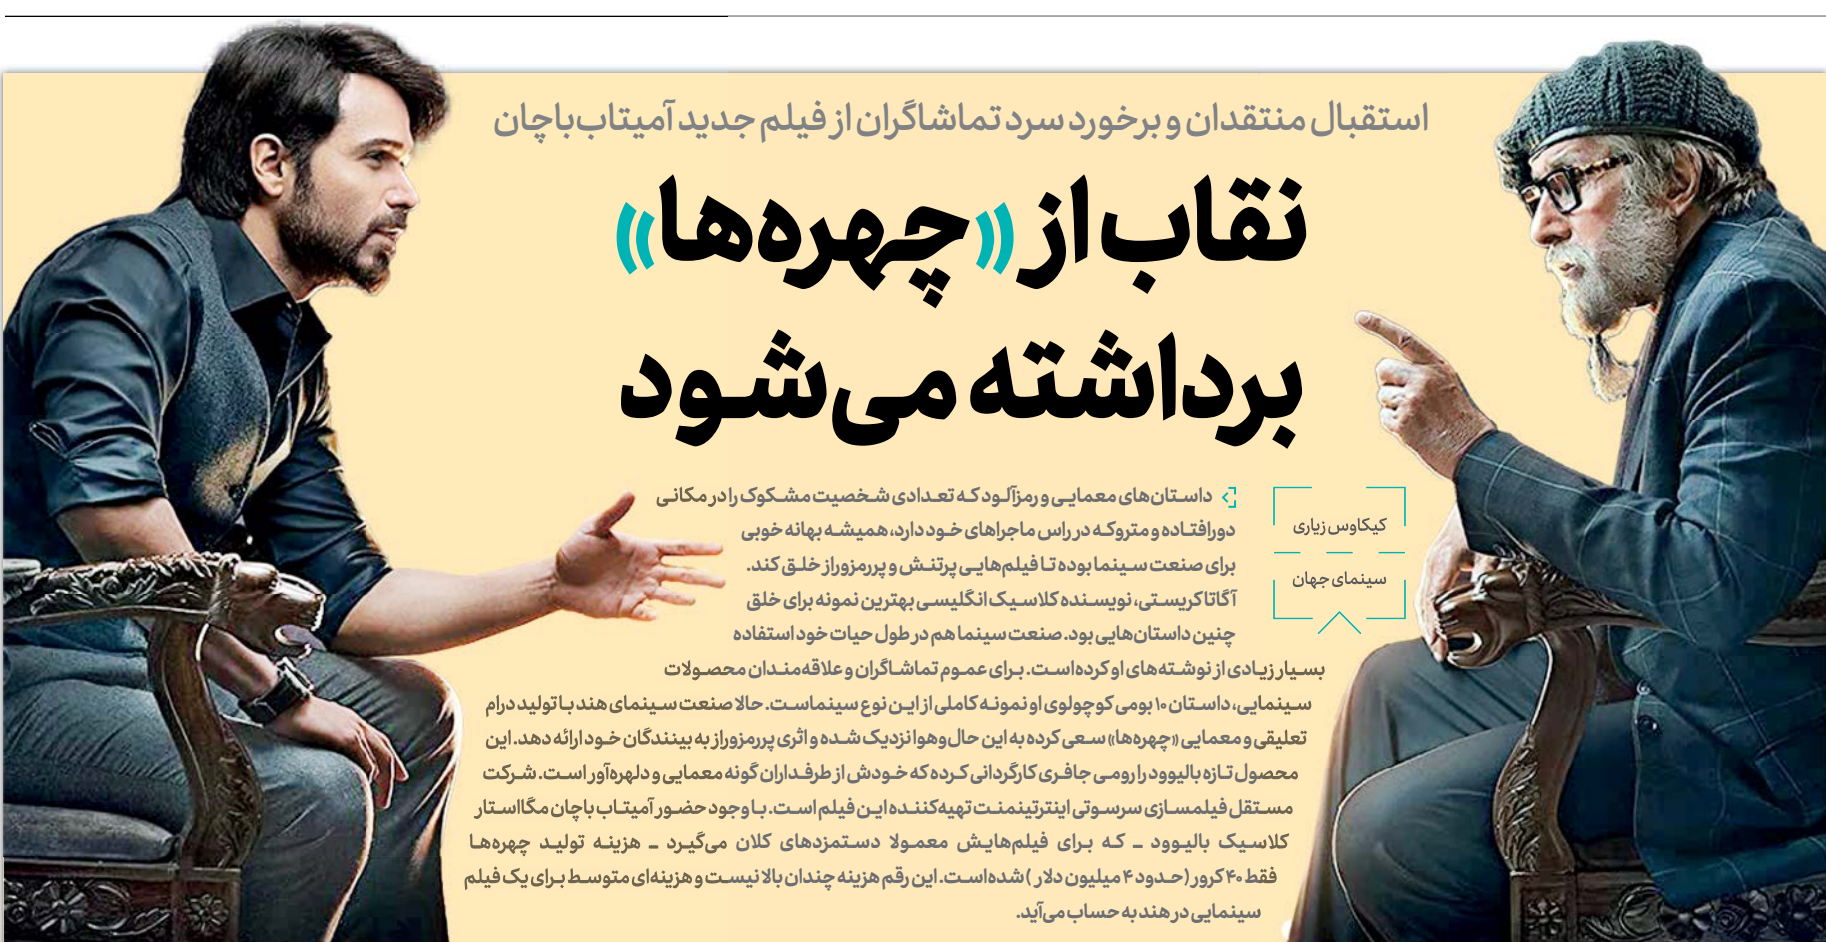 استقبال منتقدان و برخورد سرد تماشاگران از فیلم جدید آمیتاب‌باچان
نقاب از «چهره‌ها»
برداشته می‌شود
کیکاوس زیاری
سینمای جهان
داستان‌های معمایی و رمزآلود که تعدادی شخصیت مشکوک را در مکانی
دورافتاده و متروکه در راس ماجراهای خود دارد، همیشه بهانه خوبی
برای صنعت سینما بوده تا فیلم‌هایی پرتنش و پررمزوراز خلق کند.
آگاتا کریستی، نویسنده کلاسیک انگلیسی بهترین نمونه برای خلق
چنین داستان‌هایی بود. صنعت سینما هم در طول حیات خود استفاده
بسیار زیادی از نوشته‌های او کرده‌است. برای عموم تماشاگران و علاقه‌مندان محصولات
سینمایی، داستان ۱۰ بومی کوچولوی او نمونه کاملی از این نوع سینماست. حالا صنعت سینمای هند با تولید درام
تعلیقی و معمایی «چهره‌ها» سعی کرده به این حال‌وهوا نزدیک شده و اثری پررمزوراز به بینندگان خود ارائه دهد. این
محصول تازه بالیوود را رومی جافری کارگردانی کرده که خودش از طرفداران گونه معمایی و دلهره‌آور است. شرکت
مستقل فیلمسازی سرسوتی اینترتینمنت تهیه‌کننده این فیلم است. با وجود حضور آمیتاب باچان مگااستار
کلاسیک بالیوود ــ که برای فیلم‌هایش معمولا دستمزدهای کلان می‌گیرد ــ هزینه تولید چهره‌ها
فقط ۴۰ کرور (حدود ۴ میلیون دلار ) شده‌است. این رقم هزینه چندان بالا نیست و هزینه‌ای متوسط برای یک فیلم
سینمایی در هند به حساب می‌آید.